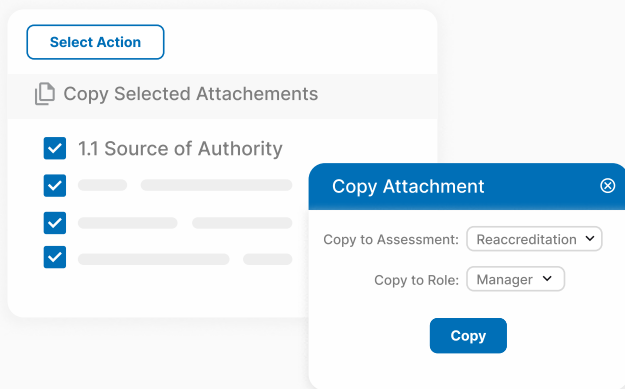 Select Action
Copy Selected Attachements
1.1 Source of Authority
Copy Attachment
Copy to Assessment: Reaccreditation
Copy to Role: Manager
Copy